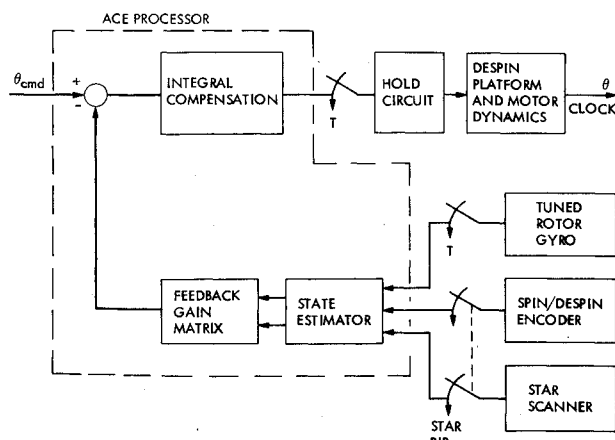 ACE PROCESSOR
θcmd
+
-
INTEGRAL
COMPENSATION
T
HOLD
CIRCUIT
DESPIN
PLATFORM
AND MOTOR
DYNAMICS
θ
CLOCK
FEEDBACK
GAIN
MATRIX
STATE
ESTIMATOR
T
TUNED
ROTOR
GYRO
SPIN/DESPIN
ENCODER
STAR
SCANNER
STAR